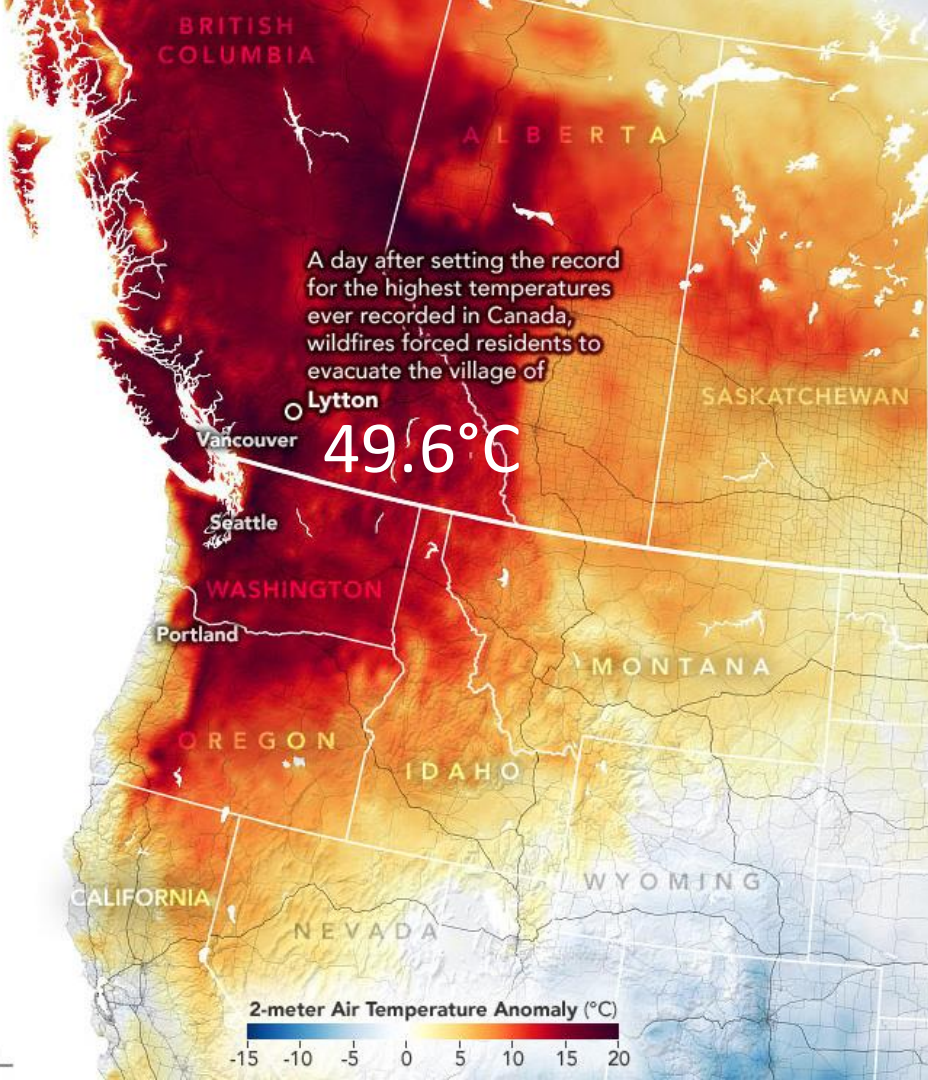 BRITISH
COLUMBIA
ALBERTA
A day after setting the record
for the highest temperatures
ever recorded in Canada,
wildfires forced residents to
evacuate the village of
Lytton
SASKATCHEWAN
Vancouver
49.6°C
Seattle
WASHINGTON
Portland
MONTANA
OREGON
IDAHO
WYOMING
CALIFORNIA
NEVADA
2-meter Air Temperature Anomaly (°C)
-15 -10 -5 0 5 10 15 20